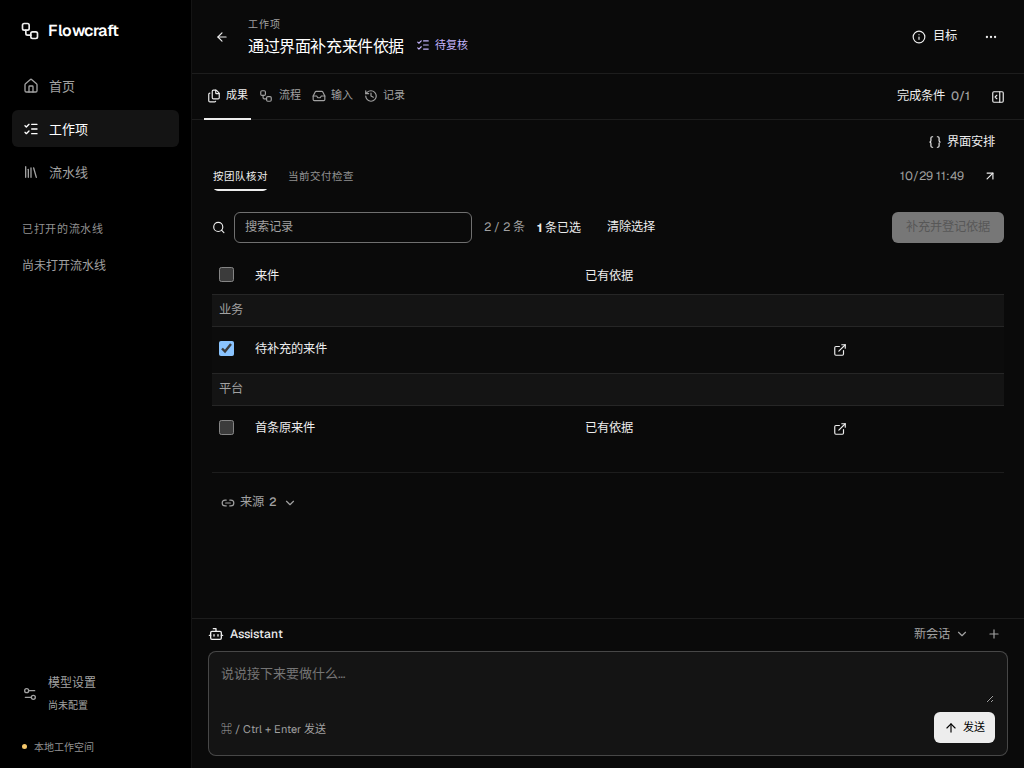 Flowcraft
首页
工作项
流水线
已打开的流水线
尚未打开流水线
模型设置
尚未配置
本地工作空间
工作项
通过界面补充来件依据 待复核
目标
成果 流程 输入 记录
完成条件 0/1
界面安排
按团队核对 当前交付检查
10/29 11:49
搜索记录 2 / 2 条 1 条已选 清除选择 补充并登记依据
来件 已有依据
业务
待补充的来件
平台
首条原来件 已有依据
来源 2
Assistant 新会话
说说接下来要做什么...
⌘ / Ctrl + Enter 发送
发送